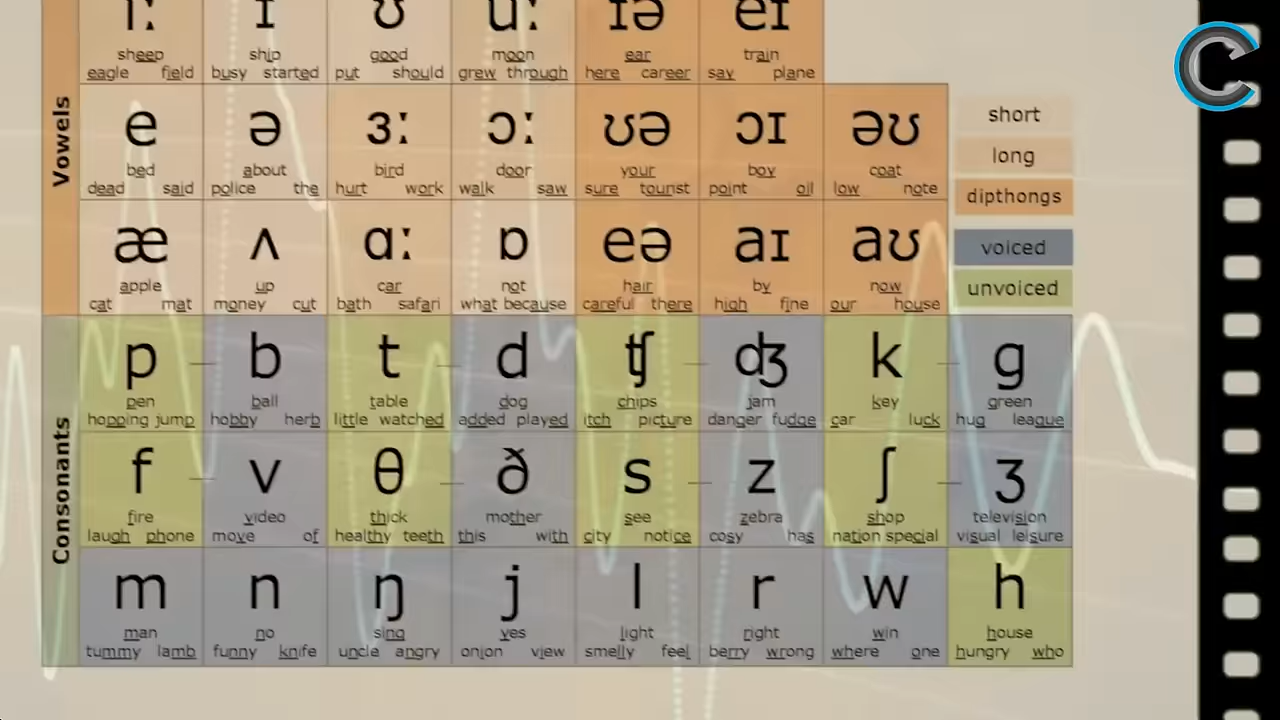 iː ɪ ʊ uː ɪə eɪ
sheep ship good moon ear train
eagle field busy started put should grew through here career say plane
Vowels
e ə ɜː ɔː ʊə ɔɪ əʊ
bed about bird door your boy coat
dead said police the hurt work walk saw sure tourist point oil low note
æ ʌ ɑː ɒ eə aɪ aʊ
apple up car not hair by now
cat mat money cut bath safari what because careful there high fine our house
short
long
dipthongs
voiced
unvoiced
Consonants
p b t d ʧ ʤ k g
pen ball table dog chips jam key green
hopping jump hobby herb little watched added played itch picture danger fudge car luck hug league
f v θ ð s z ʃ ʒ
fire video thick mother see zebra shop television
laugh phone move of healthy teeth this with city notice cosy has nation special visual leisure
m n ŋ j l r w h
man no sing yes light right win house
tummy lamb funny knife uncle angry onion view smelly feel berry wrong where one hungry who